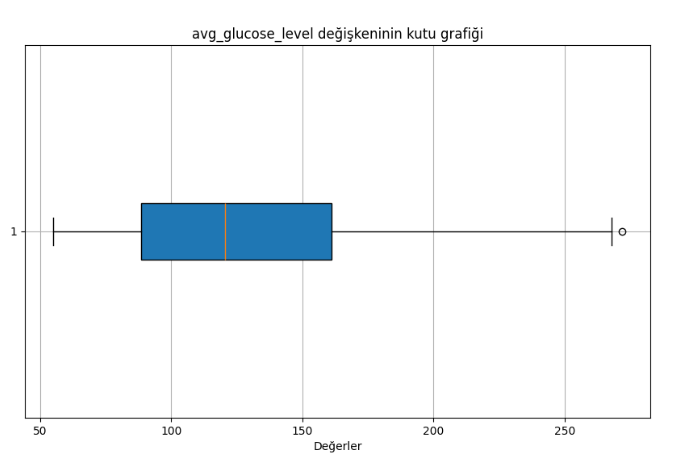 avg_glucose_level değişkeninin kutu grafiği
1
50 100 150 200 250
Değerler